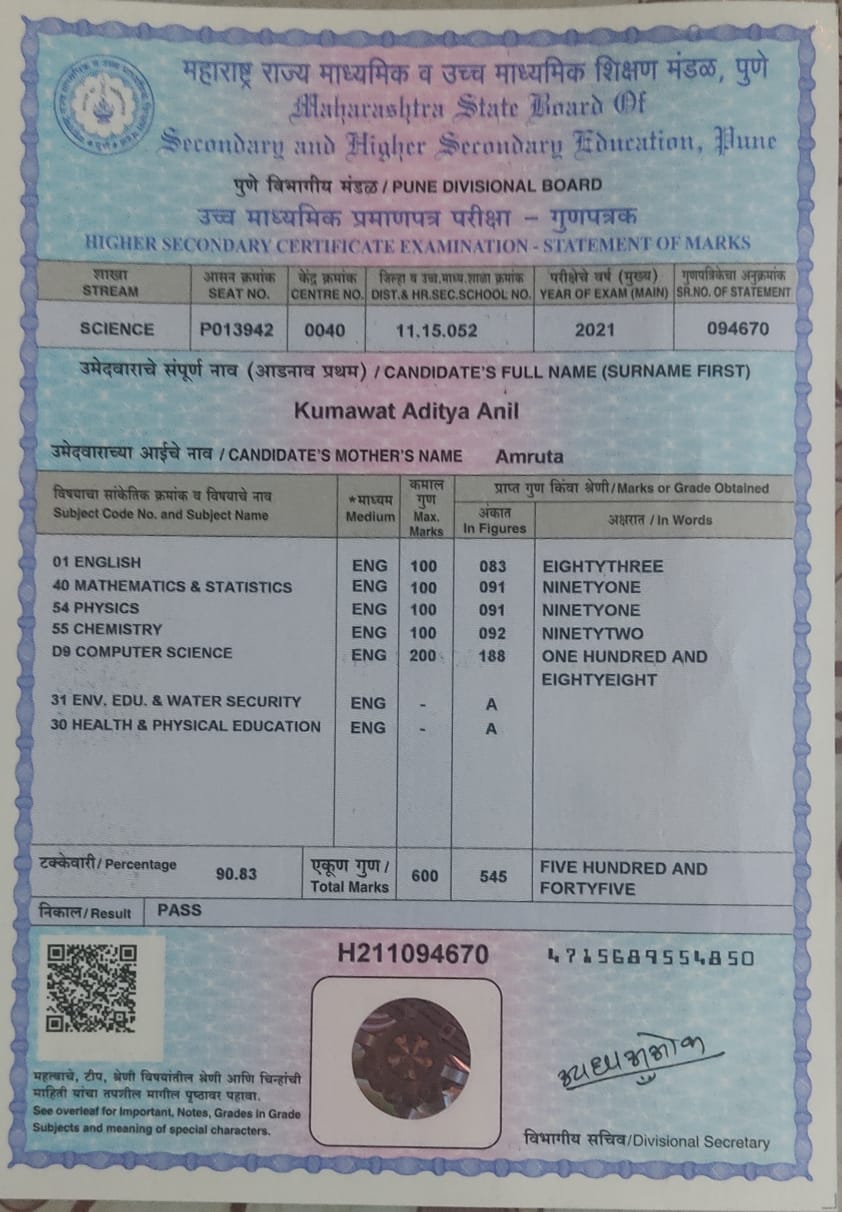 महाराष्ट्र राज्य माध्यमिक व उच्च माध्यमिक शिक्षण मंडळ, पुणे
Maharashtra State Board Of
Secondary and Higher Secondary Education, Pune
पुणे विभागीय मंडळ / PUNE DIVISIONAL BOARD
उच्च माध्यमिक प्रमाणपत्र परीक्षा – गुणपत्रक
HIGHER SECONDARY CERTIFICATE EXAMINATION - STATEMENT OF MARKS
शाखा आसन क्रमांक केंद्र क्रमांक जिल्हा व उच्च.माध्य.शाळा क्रमांक परीक्षेचे वर्ष (मुख्य) गुणपत्रिकेचा अनुक्रमांक
STREAM SEAT NO. CENTRE NO. DIST.& HR.SEC.SCHOOL NO. YEAR OF EXAM (MAIN) SR.NO. OF STATEMENT
SCIENCE P013942 0040 11.15.052 2021 094670
उमेदवाराचे संपूर्ण नाव (आडनाव प्रथम) / CANDIDATE'S FULL NAME (SURNAME FIRST)
Kumawat Aditya Anil
उमेदवाराच्या आईचे नाव / CANDIDATE'S MOTHER'S NAME Amruta
विषयाचा सांकेतिक क्रमांक व विषयाचे नाव
Subject Code No. and Subject Name
*माध्यम
Medium
कमाल
गुण
Max.
Marks
प्राप्त गुण किंवा श्रेणी/Marks or Grade Obtained
अंकात
In Figures
अक्षरात / In Words
01 ENGLISH ENG 100 083 EIGHTYTHREE
40 MATHEMATICS & STATISTICS ENG 100 091 NINETYONE
54 PHYSICS ENG 100 091 NINETYONE
55 CHEMISTRY ENG 100 092 NINETYTWO
D9 COMPUTER SCIENCE ENG 200 188 ONE HUNDRED AND
EIGHTYEIGHT
31 ENV. EDU. & WATER SECURITY ENG - A
30 HEALTH & PHYSICAL EDUCATION ENG - A
टक्केवारी/ Percentage 90.83
एकूण गुण /
Total Marks
600 545
FIVE HUNDRED AND
FORTYFIVE
निकाल/Result PASS
H211094670
4715689554850
महत्वाचे, टीप, श्रेणी विषयांतील श्रेणी आणि चिन्हांची
माहिती यांचा तपशील मागील पृष्ठावर पहावा.
See overleaf for Important, Notes, Grades in Grade
Subjects and meaning of special characters.
विभागीय सचिव/Divisional Secretary